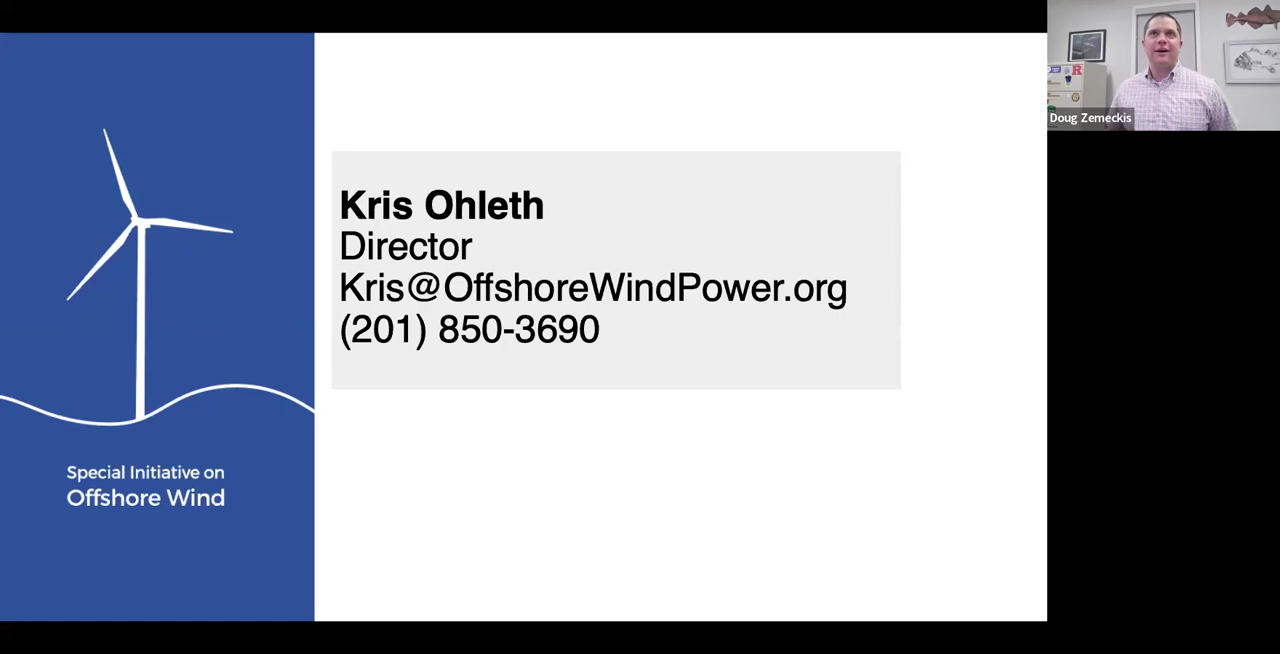 Kris Ohleth
Director
Kris@OffshoreWindPower.org
(201) 850-3690
Special Initiative on
Offshore Wind
Doug Zemeckis
R